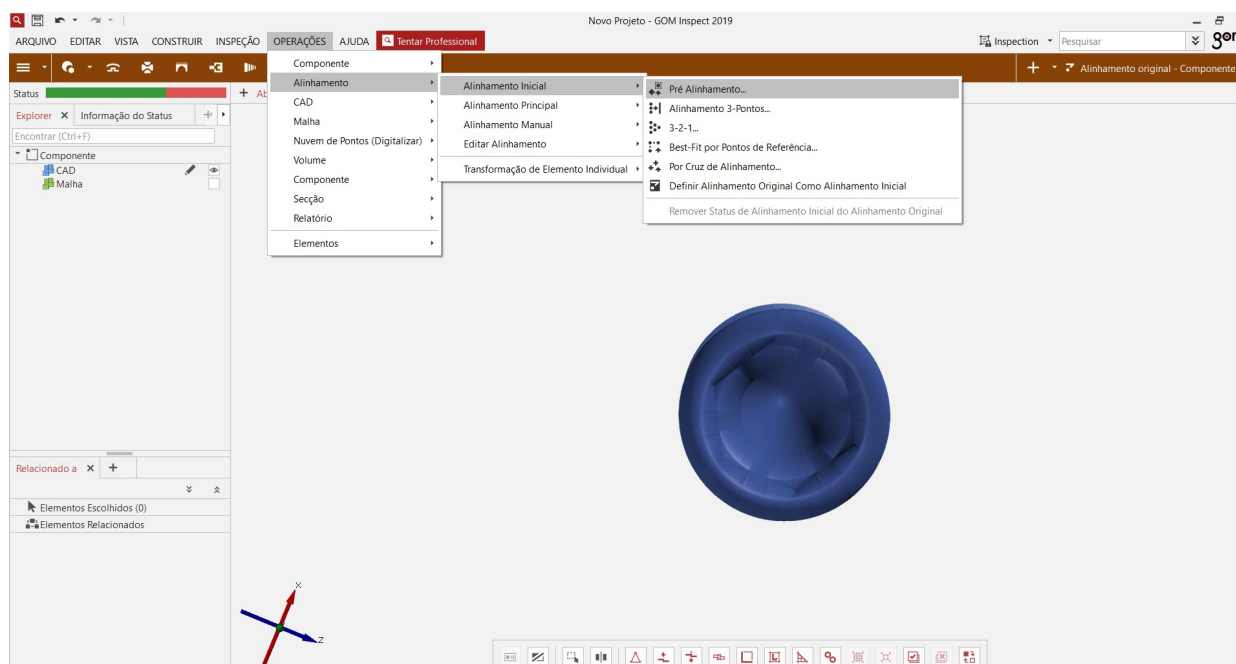 Novo Projeto - GOM Inspect 2019
ARQUIVO EDITAR VISTA CONSTRUIR INSPEÇÃO OPERAÇÕES AJUDA Tentar Professional
Inspection Pesquisar
Alinhamento original - Componente
Status
Explorer Informação do Status
Encontrar (Ctrl+F)
Componente
CAD
Malha
Relacionado a
Elementos Escolhidos (0)
Elementos Relacionados
Componente
Alinhamento
CAD
Malha
Nuvem de Pontos (Digitalizar)
Volume
Componente
Secção
Relatório
Elementos
Alinhamento Inicial
Alinhamento Principal
Alinhamento Manual
Editar Alinhamento
Transformação de Elemento Individual
Pré Alinhamento...
Alinhamento 3-Pontos...
3-2-1...
Best-Fit por Pontos de Referência...
Por Cruz de Alinhamento...
Definir Alinhamento Original Como Alinhamento Inicial
Remover Status de Alinhamento Inicial do Alinhamento Original
X
Z